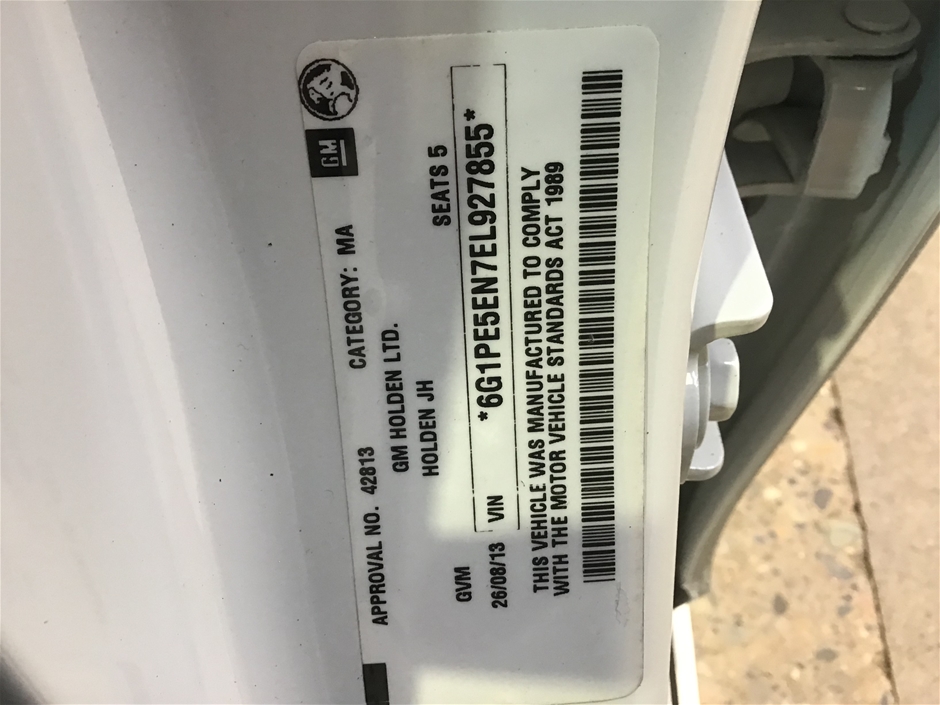 GM
APPROVAL NO. 42813 CATEGORY: MA
GM HOLDEN LTD.
HOLDEN JH SEATS 5
GVM
26/08/13 VIN *6G1PE5EN7EL927855*
THIS VEHICLE WAS MANUFACTURED TO COMPLY
WITH THE MOTOR VEHICLE STANDARDS ACT 1989